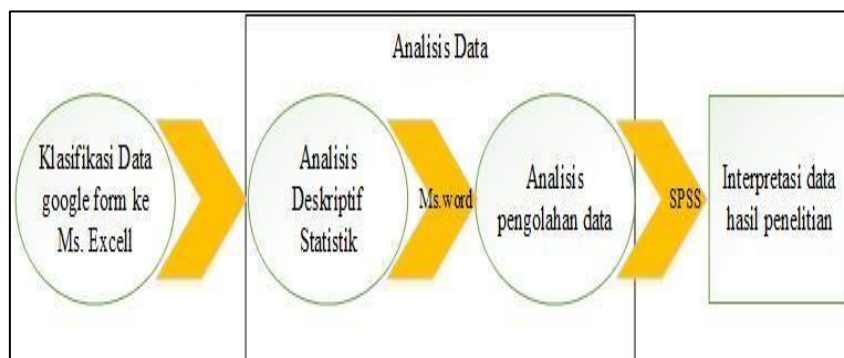 Analisis Data
Klasifikasi Data
google form ke
Ms. Excell
Analisis
Deskriptif
Statistik
Ms.word
Analisis
pengolahan data
SPSS
Interpretasi data
hasil penelitian